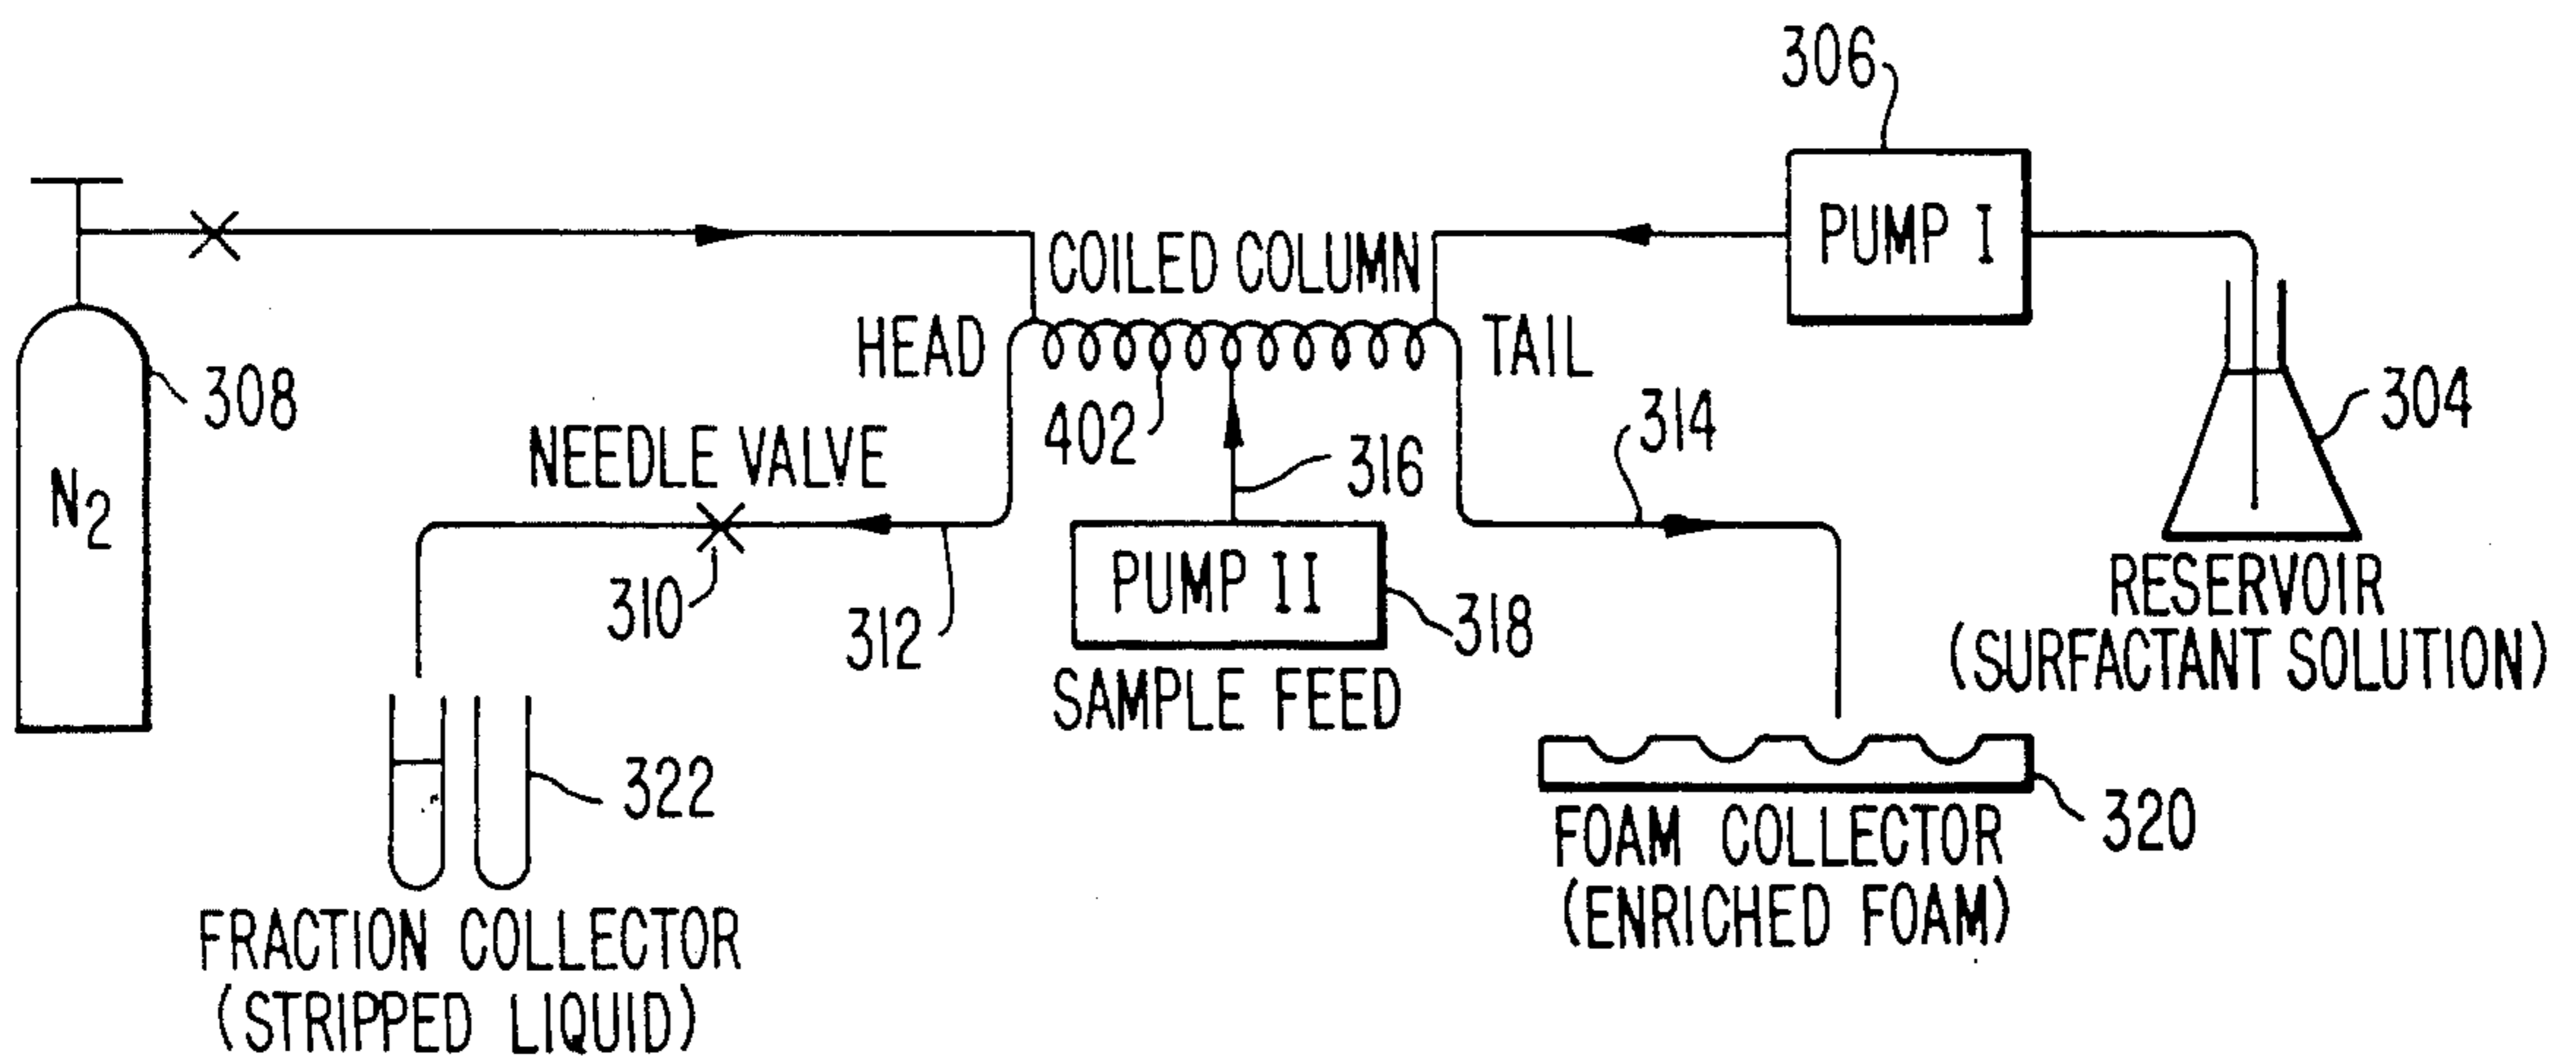 306
PUMP I
COILED COLUMN
HEAD
TAIL
308
N2
402
304
314
316
NEEDLE VALVE
310
312
PUMP II
318
SAMPLE FEED
RESERVOIR
(SURFACTANT SOLUTION)
322
320
FOAM COLLECTOR
(ENRICHED FOAM)
FRACTION COLLECTOR
(STRIPPED LIQUID)